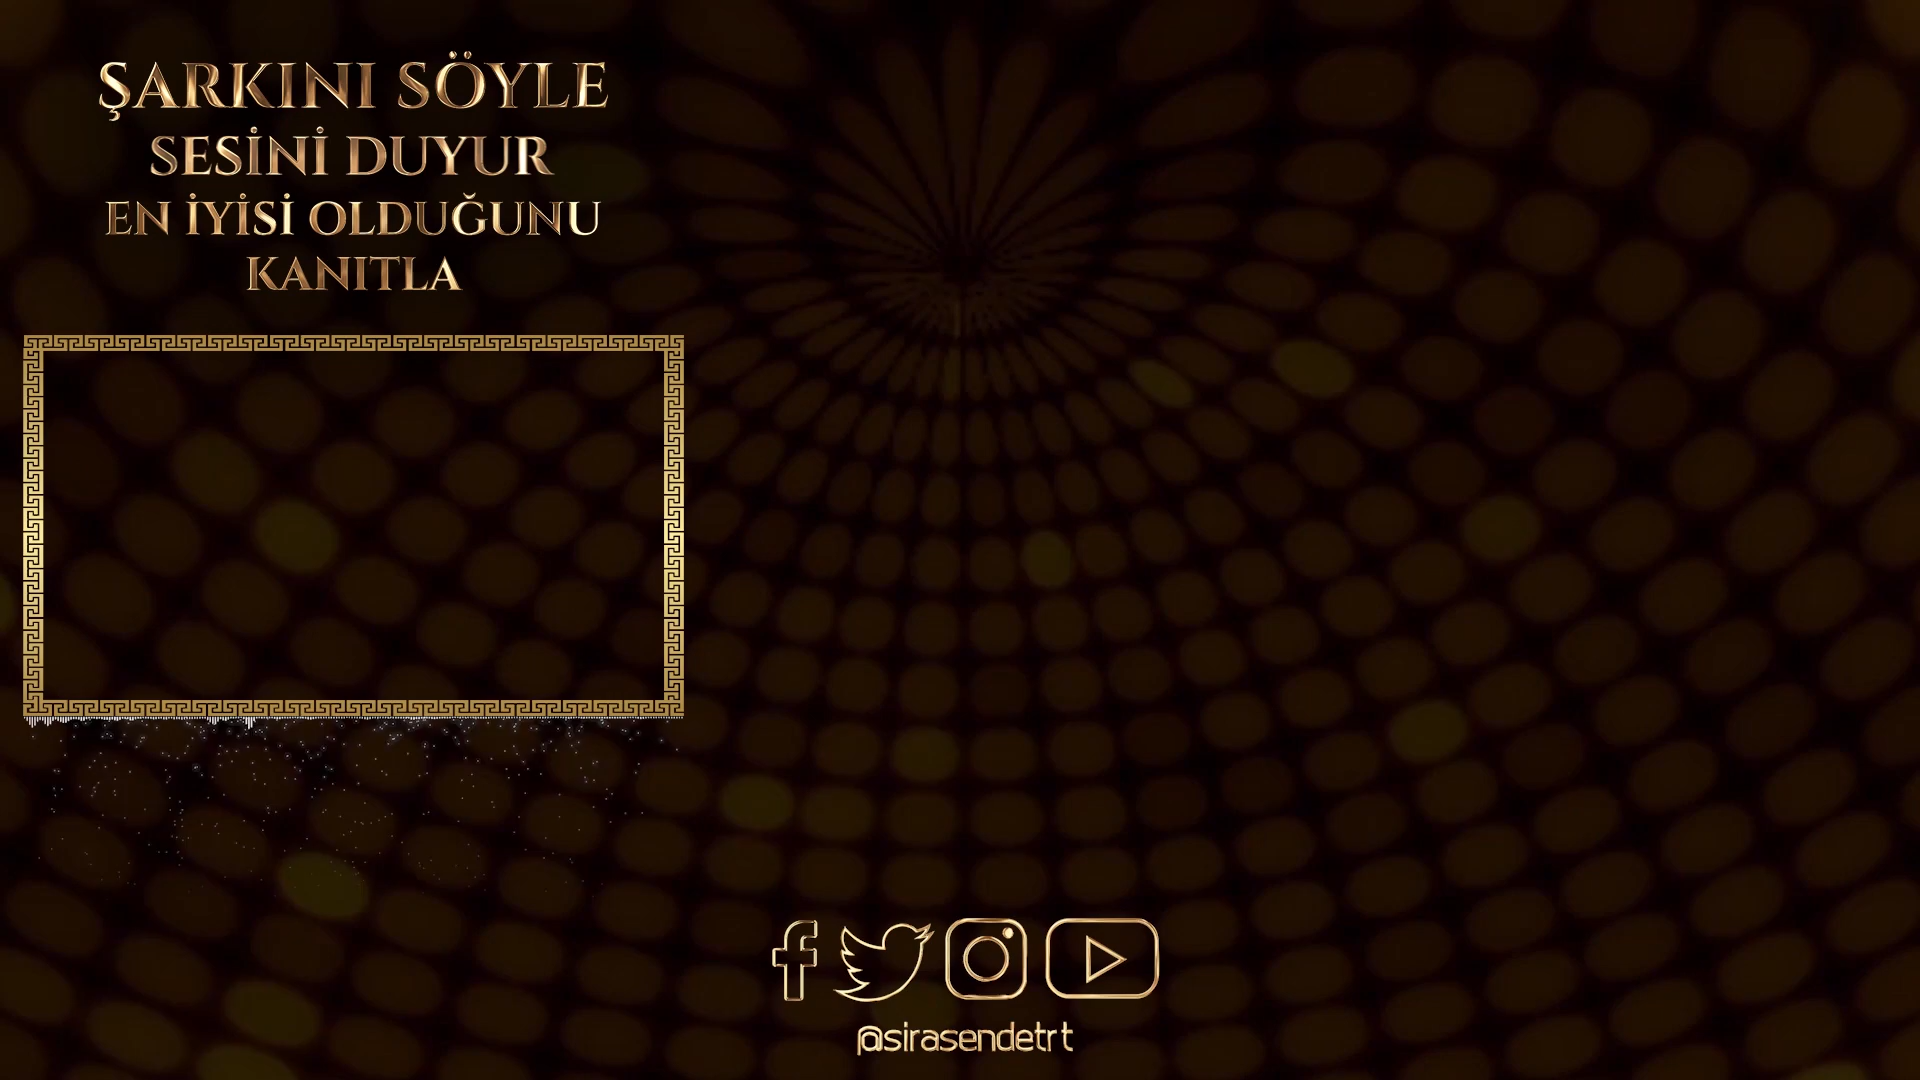 ŞARKINI SÖYLE
SESİNİ DUYUR
EN İYİSİ OLDUĞUNU
KANITLA
@sirasendetrt